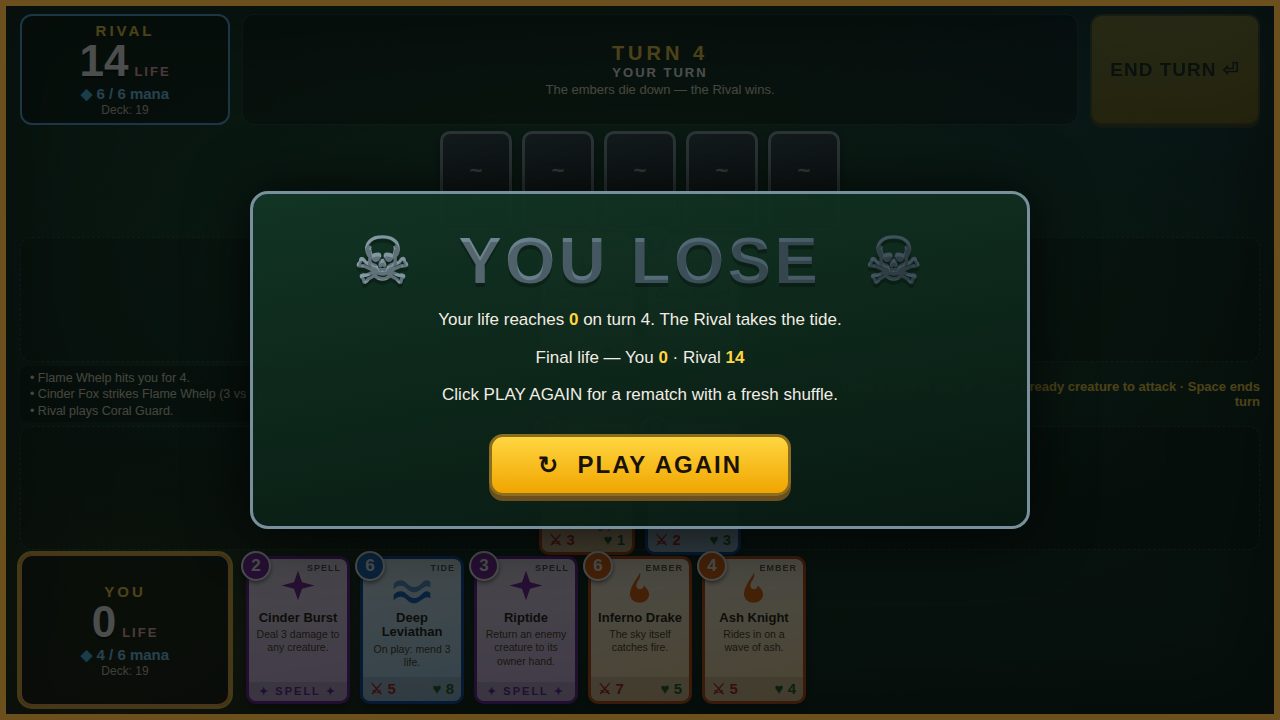 RIVAL
14 LIFE
◆ 6 / 6 mana
Deck: 19
TURN 4
YOUR TURN
The embers die down — the Rival wins.
END TURN ⏎
~ ~ ~ ~ ~
☠ YOU LOSE ☠
Your life reaches 0 on turn 4. The Rival takes the tide.
Final life — You 0 · Rival 14
Click PLAY AGAIN for a rematch with a fresh shuffle.
↻ PLAY AGAIN
• Flame Whelp hits you for 4.
• Cinder Fox strikes Flame Whelp (3 vs
• Rival plays Coral Guard.
ready creature to attack · Space ends
turn
⚔ 3 ♥ 1
⚔ 2 ♥ 3
YOU
0 LIFE
◆ 4 / 6 mana
Deck: 19
2
SPELL
Cinder Burst
Deal 3 damage to
any creature.
✦ SPELL ✦
6
TIDE
Deep
Leviathan
On play: mend 3
life.
⚔ 5 ♥ 8
3
SPELL
Riptide
Return an enemy
creature to its
owner hand.
✦ SPELL ✦
6
EMBER
Inferno Drake
The sky itself
catches fire.
⚔ 7 ♥ 5
4
EMBER
Ash Knight
Rides in on a
wave of ash.
⚔ 5 ♥ 4